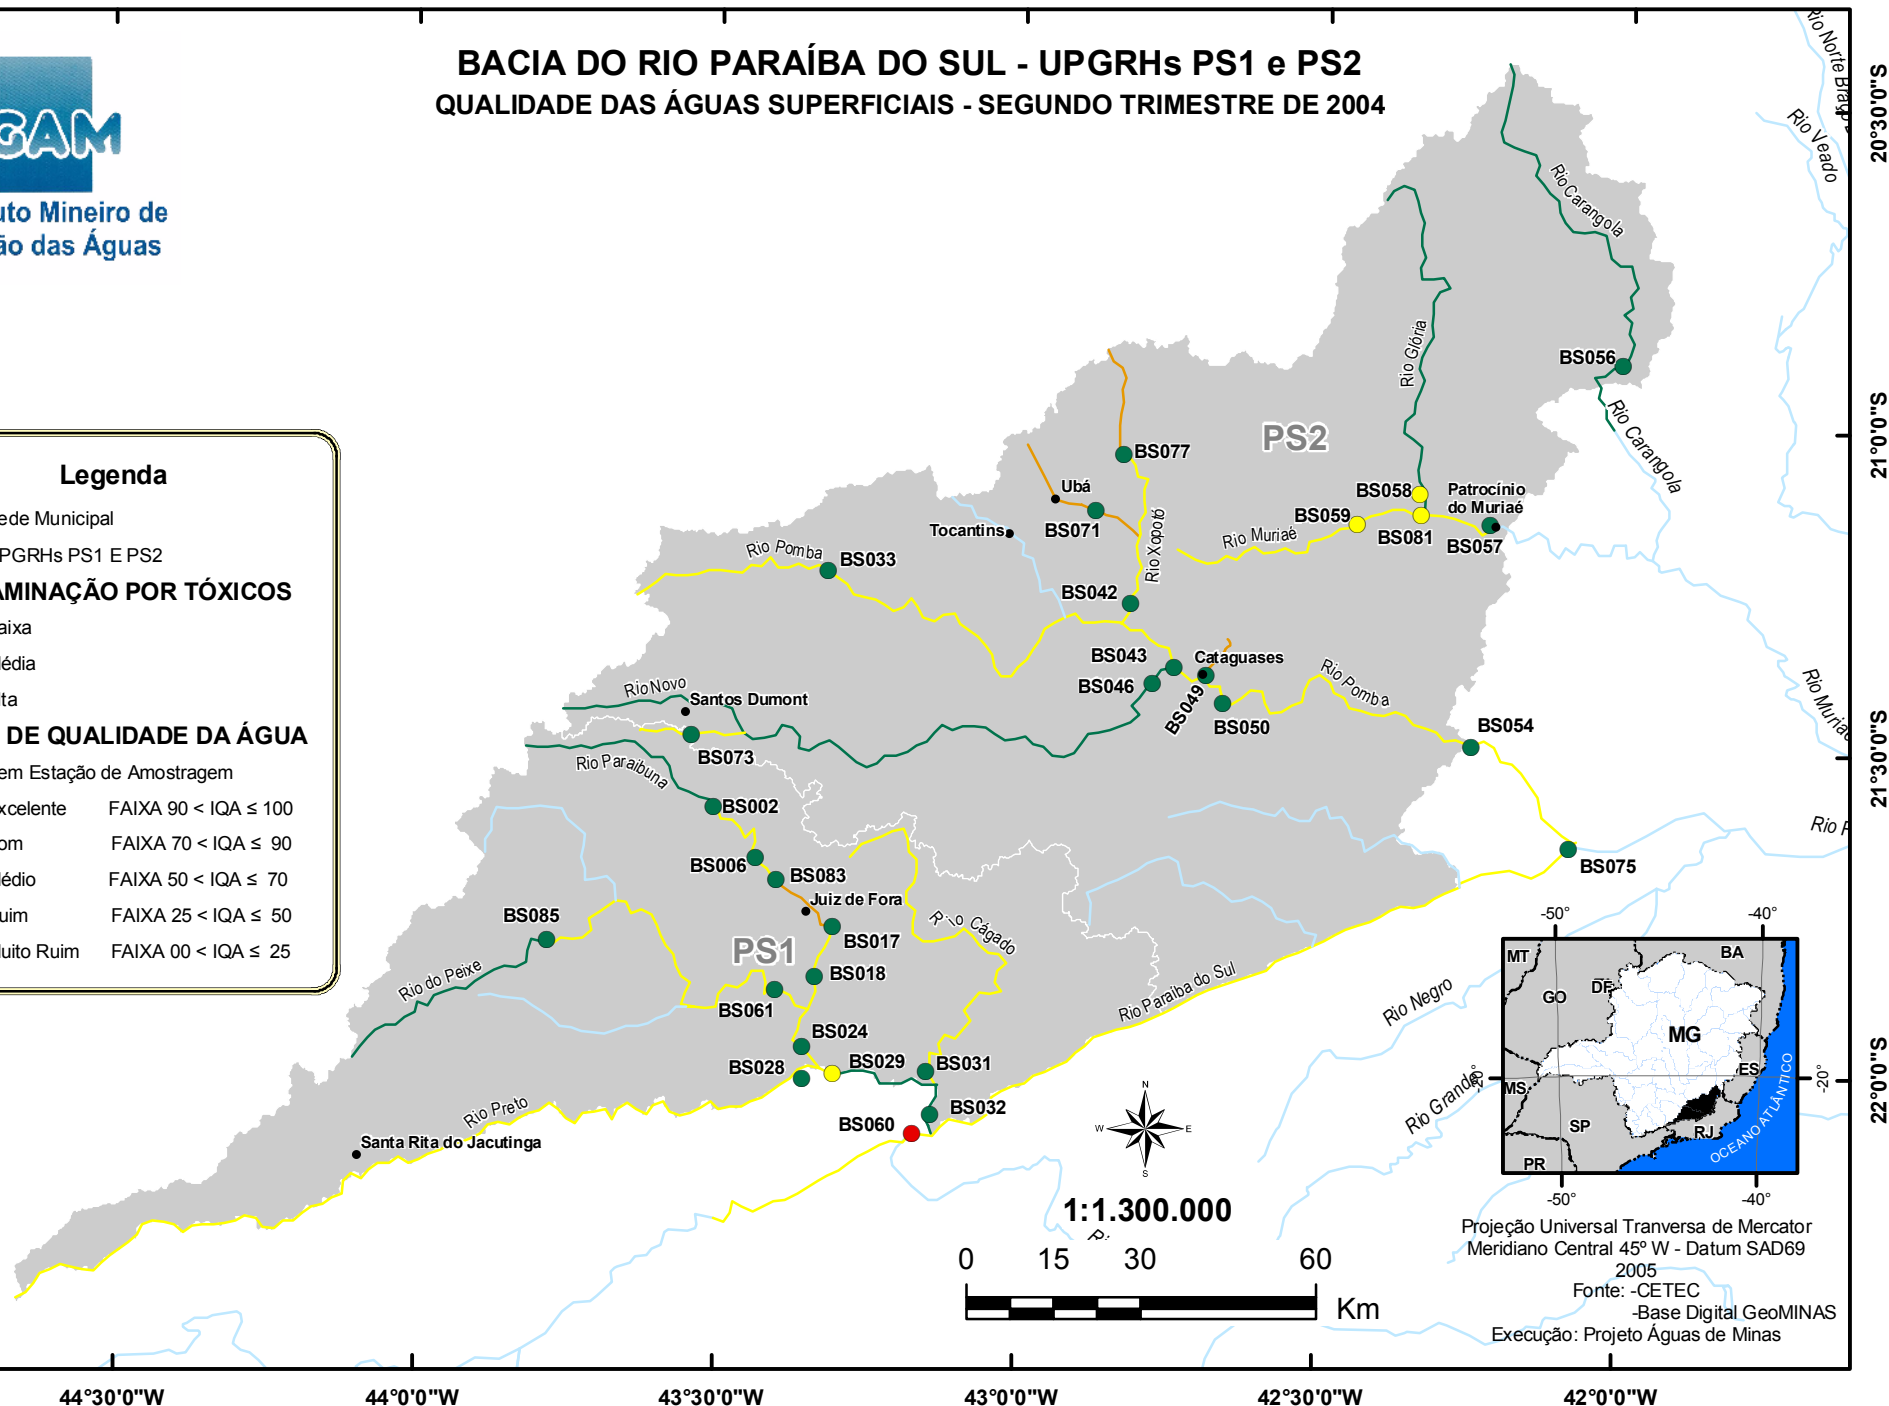 BACIA DO RIO PARAÍBA DO SUL - UPGRHs PS1 e PS2
QUALIDADE DAS ÁGUAS SUPERFICIAIS - SEGUNDO TRIMESTRE DE 2004
GAM
uto Mineiro de
ão das Águas
Legenda
ede Municipal
PGRHs PS1 E PS2
AMINAÇÃO POR TÓXICOS
aixa
édia
lta
DE QUALIDADE DA ÁGUA
em Estação de Amostragem
xcelente FAIXA 90 < IQA ≤ 100
om FAIXA 70 < IQA ≤ 90
édio FAIXA 50 < IQA ≤ 70
uim FAIXA 25 < IQA ≤ 50
uito Ruim FAIXA 00 < IQA ≤ 25
Rio Norte Braço
Rio Veado
Rio Carangola
BS056
Rio Carangola
Rio Glória
PS2
BS077
Ubá
BS071
Tocantins
Rio Xopotó
BS058
Patrocínio
do Muriaé
BS059
BS081
BS057
Rio Muriaé
Rio Pomba
BS033
BS042
BS043
Cataguases
BS046
BS049
BS050
Rio Pomba
BS054
Rio Muriaé
Rio Novo
Santos Dumont
BS073
Rio Paraibuna
BS002
BS006
BS083
Juiz de Fora
BS017
BS075
Rio P
BS085
PS1
Rio Cágado
BS018
Rio do Peixe
BS061
Rio Paraíba do Sul
Rio Negro
BS024
BS028
BS029
BS031
BS032
BS060
Rio Preto
Santa Rita do Jacutinga
Rio Grande
N
W
E
S
1:1.300.000
Ri
0 15 30 60
Km
-50° -40°
MT
BA
DF
GO
MG
ES
MS
SP
RJ
PR
OCEANO ATLÂNTICO
-20°
-20°
-50° -40°
Projeção Universal Tranversa de Mercator
Meridiano Central 45º W - Datum SAD69
2005
Fonte: -CETEC
-Base Digital GeoMINAS
Execução: Projeto Águas de Minas
20°30'0"S
21°0'0"S
21°30'0"S
22°0'0"S
44°30'0"W 44°0'0"W 43°30'0"W 43°0'0"W 42°30'0"W 42°0'0"W